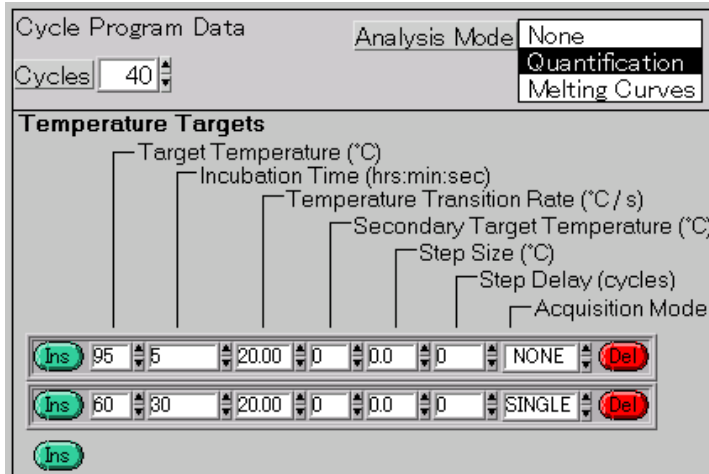 Cycle Program Data
Analysis Mode
None
Quantification
Melting Curves
Cycles 40
Temperature Targets
Target Temperature (°C)
Incubation Time (hrs:min:sec)
Temperature Transition Rate (°C / s)
Secondary Target Temperature (°C)
Step Size (°C)
Step Delay (cycles)
Acquisition Mode
Ins 95 5 20.00 0 0.0 0 NONE Del
Ins 60 30 20.00 0 0.0 0 SINGLE Del
Ins